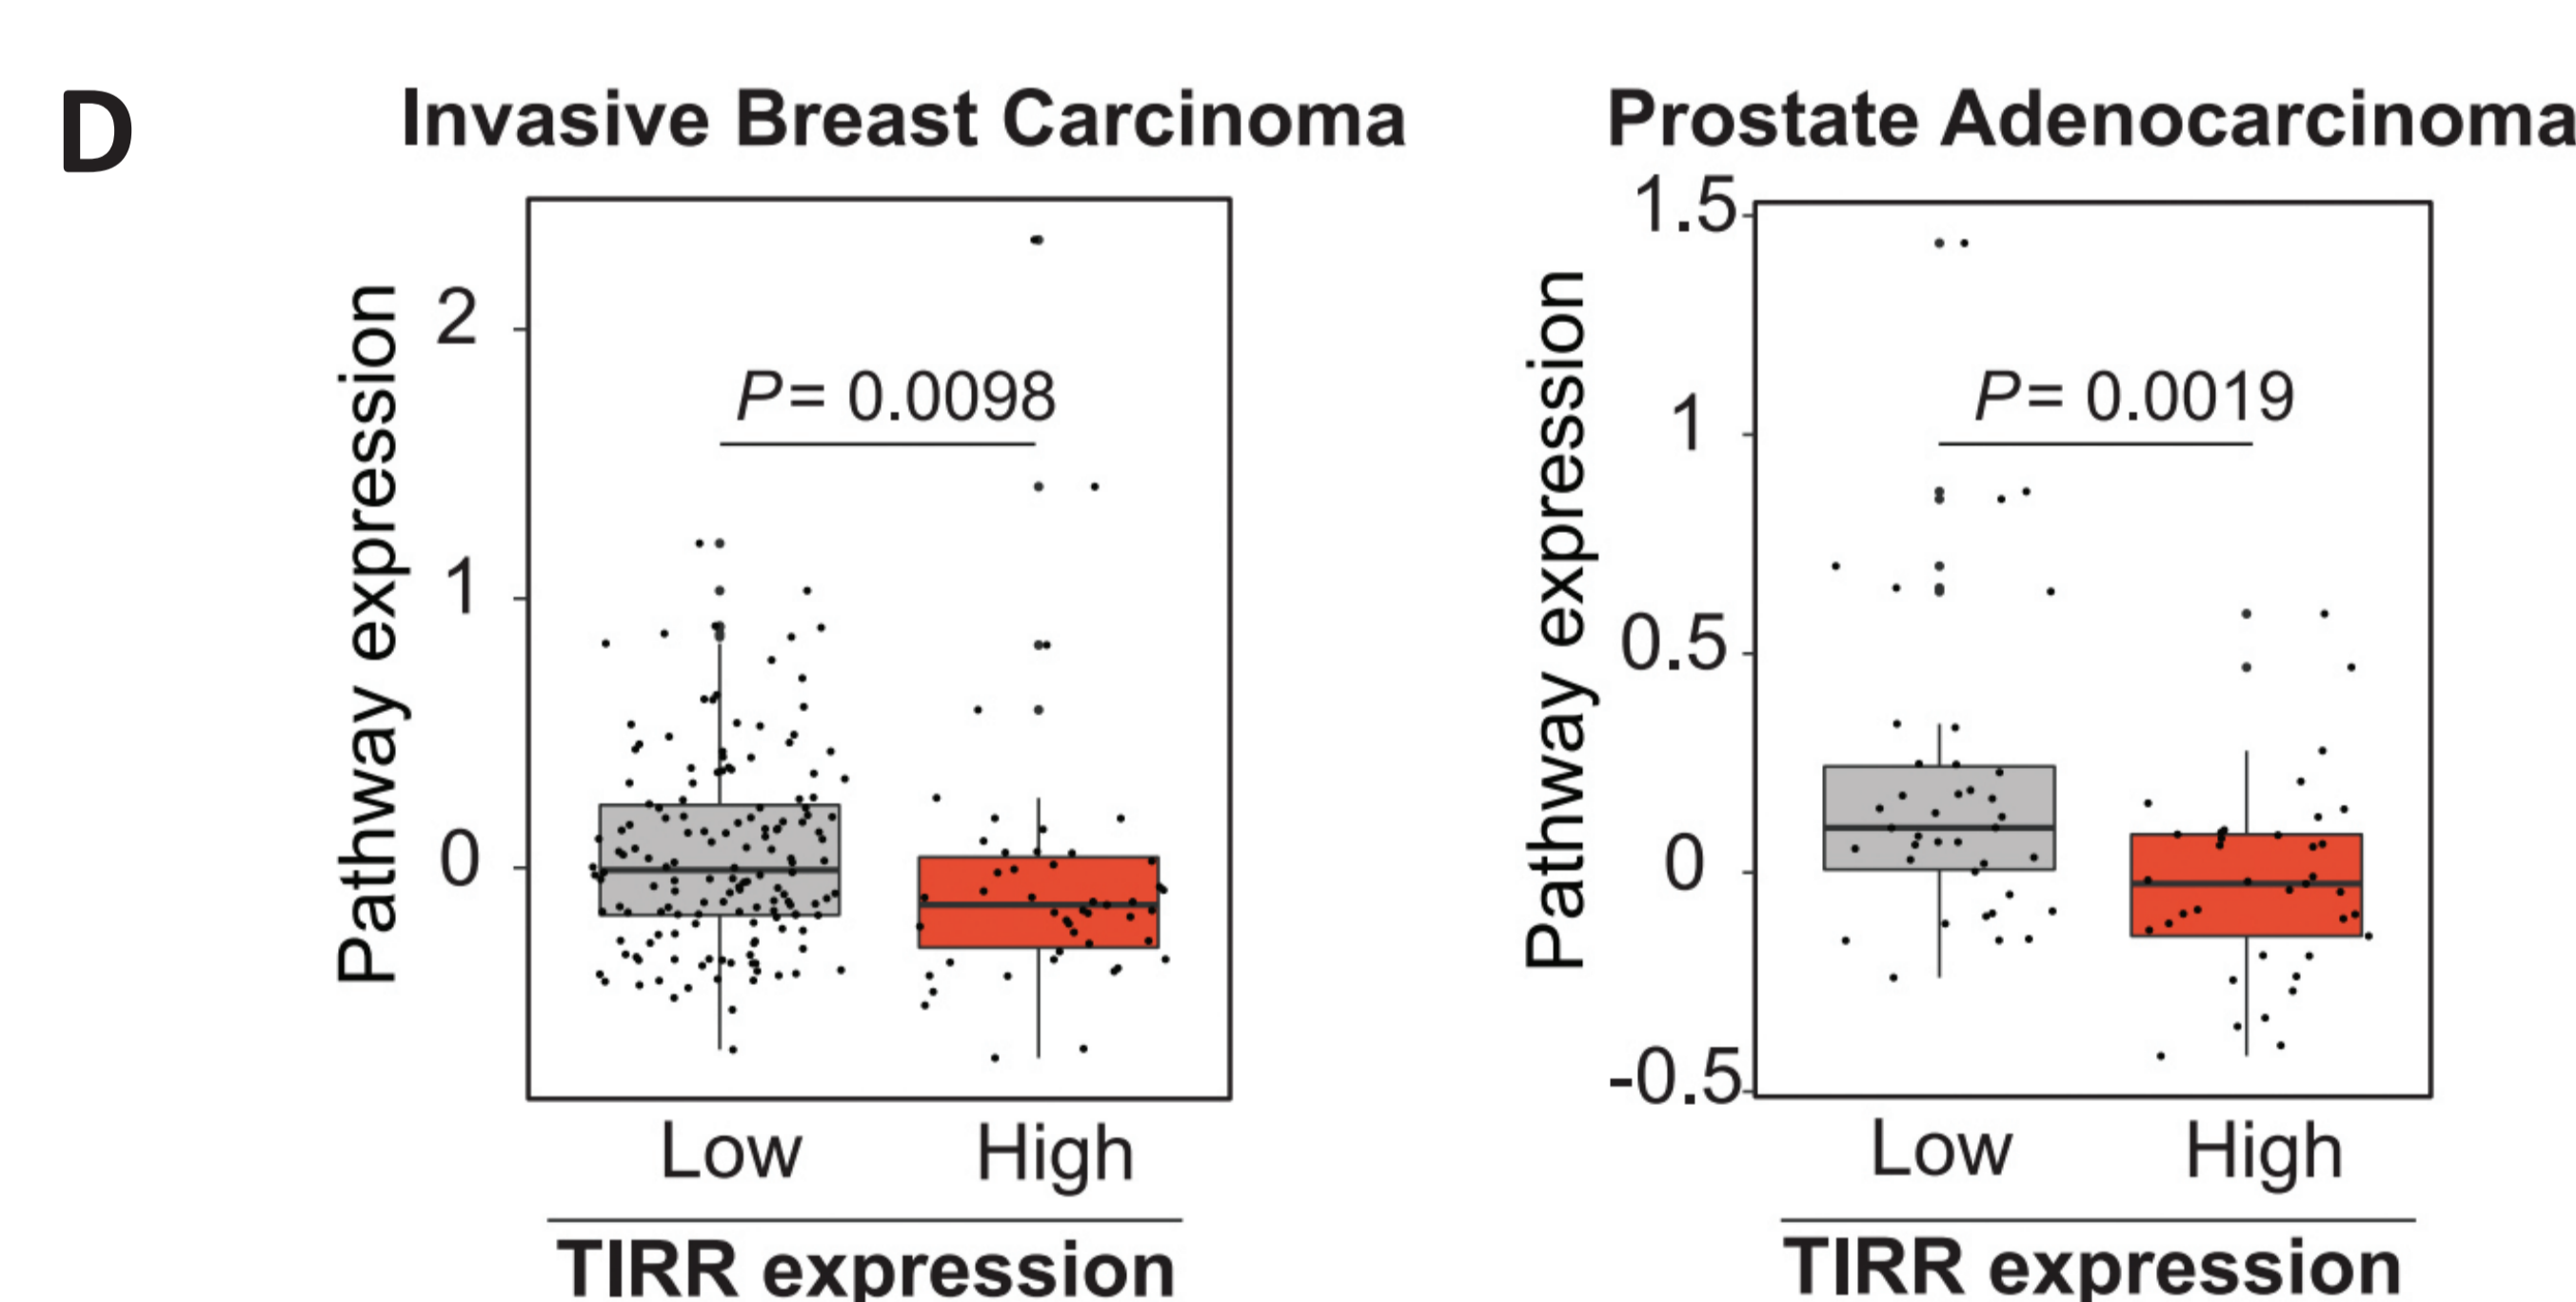 D
Invasive Breast Carcinoma
Pathway expression
2
1
0
P= 0.0098
Low High
TIRR expression
Prostate Adenocarcinoma
Pathway expression
1.5
1
0.5
0
-0.5
P= 0.0019
Low High
TIRR expression